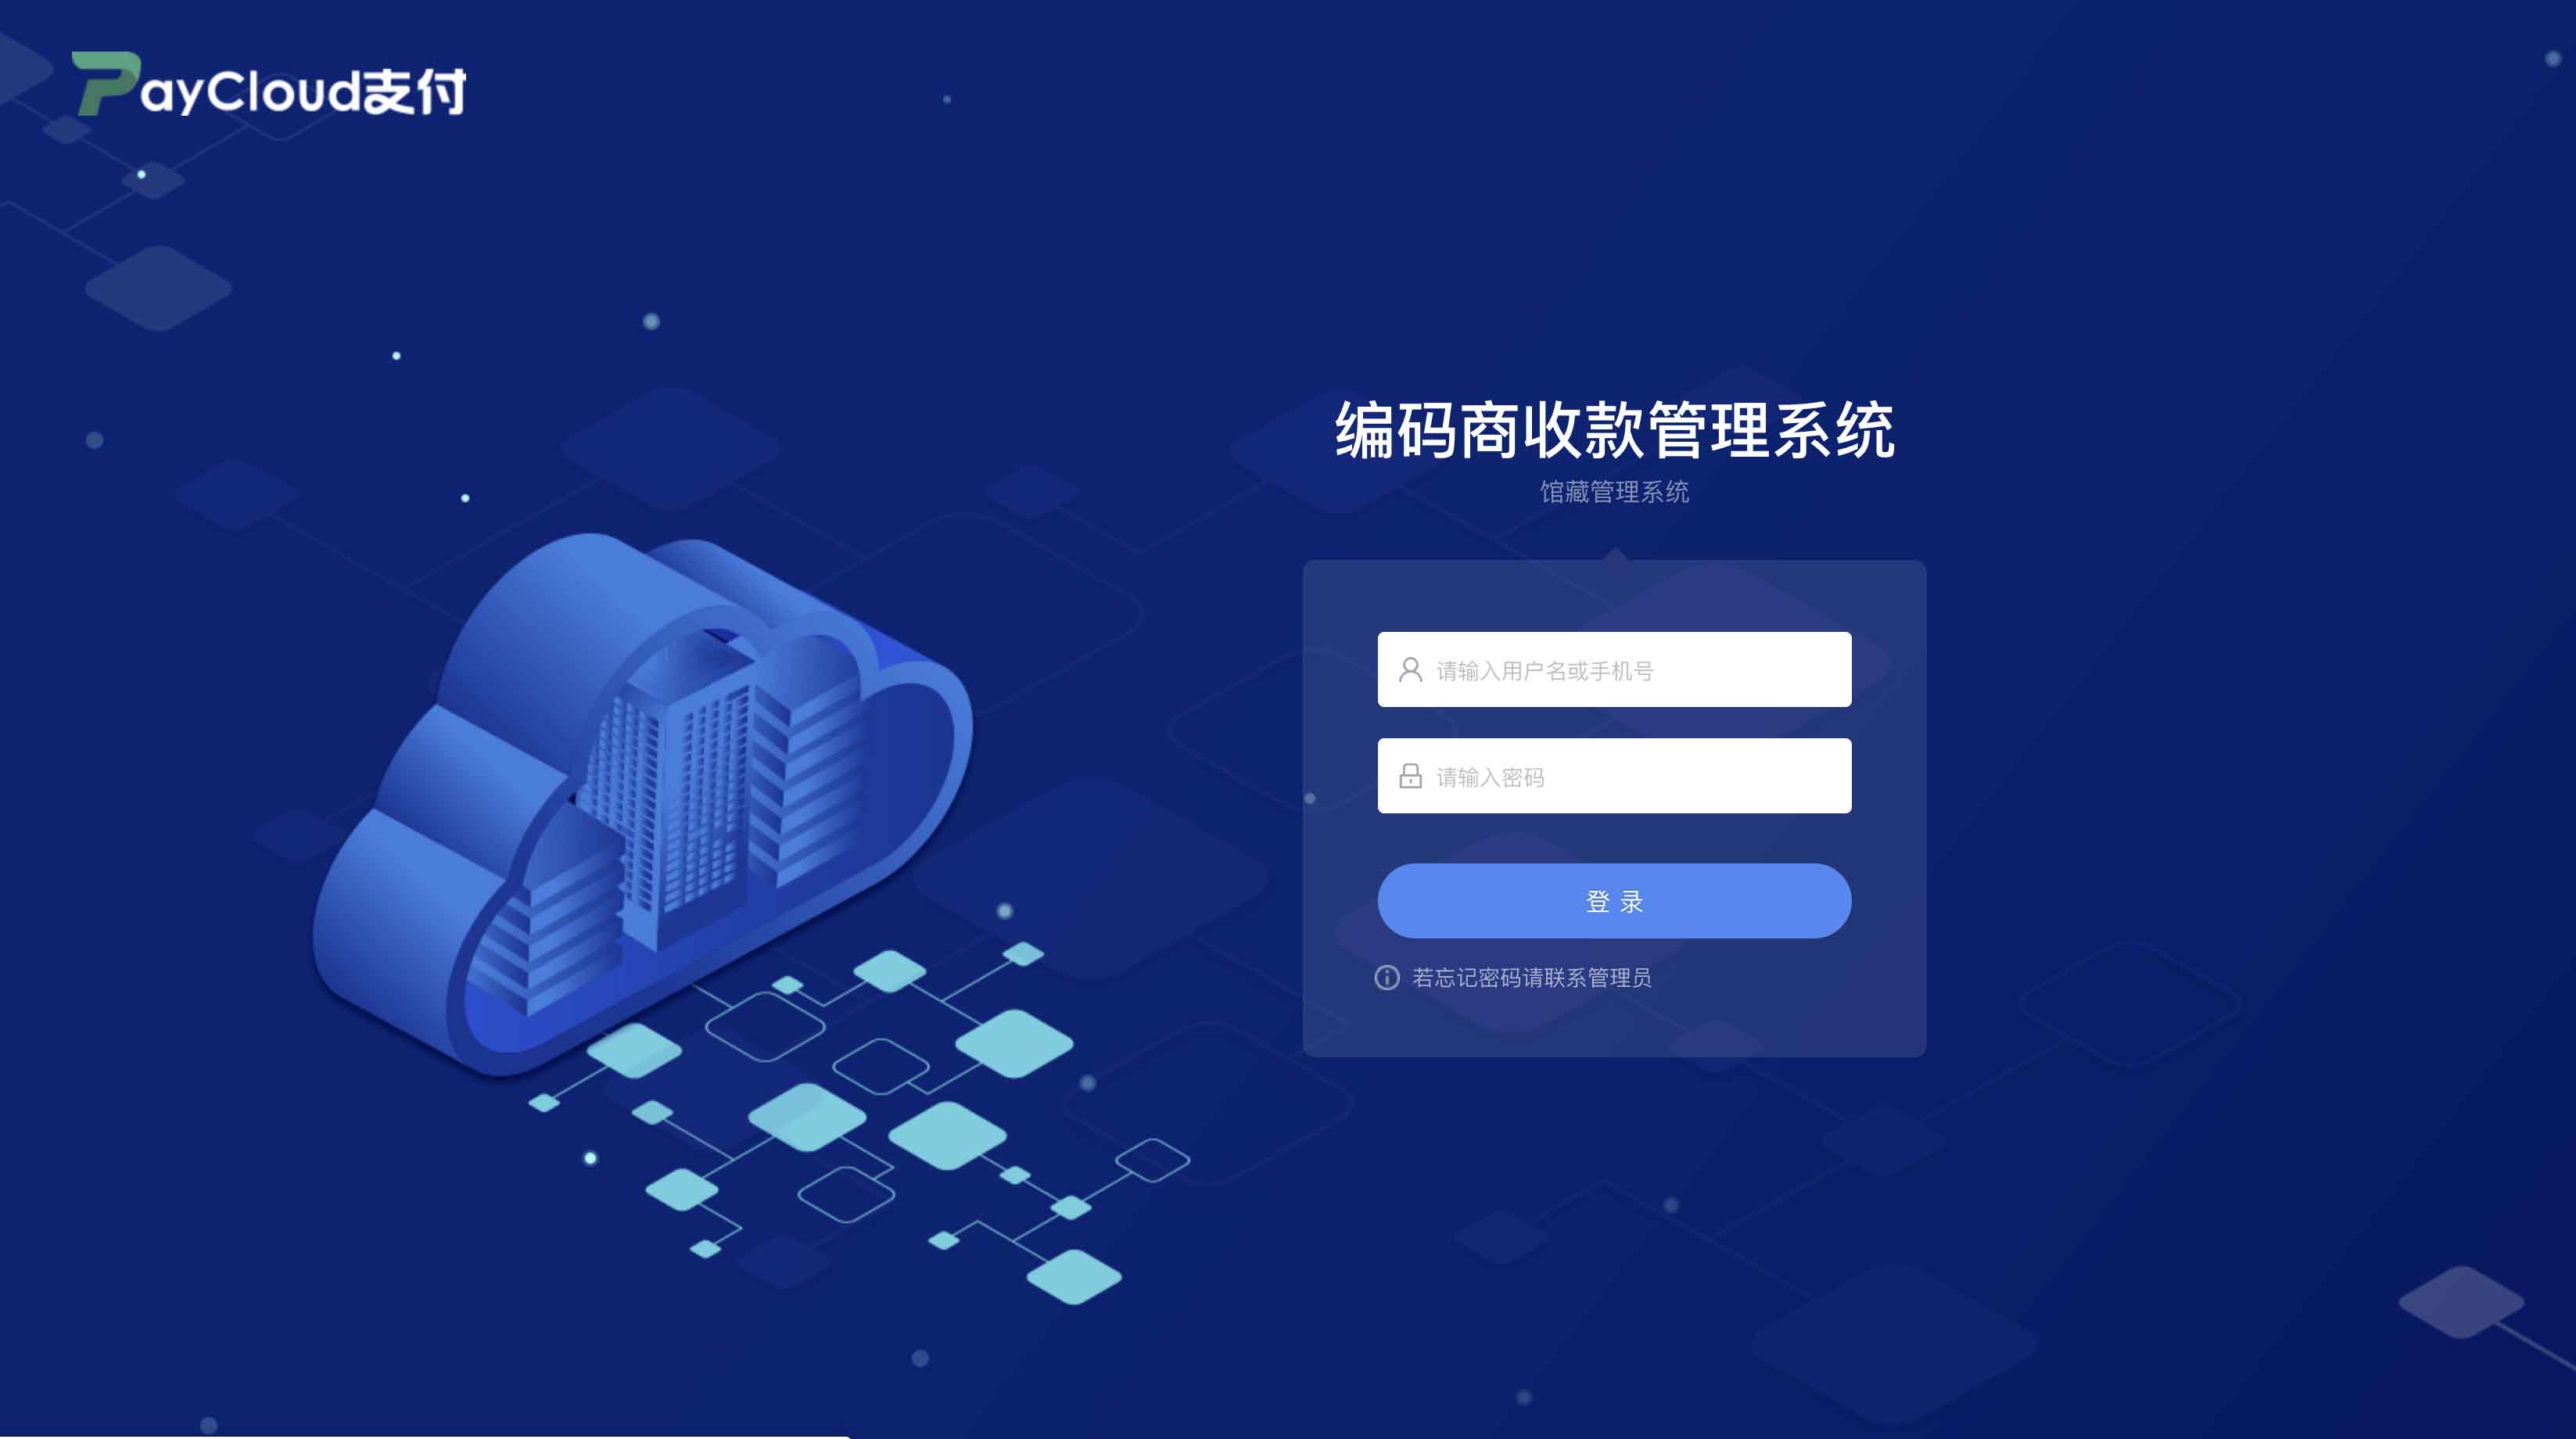 PayCloud支付
编码商收款管理系统
馆藏管理系统
请输入用户名或手机号
请输入密码
登 录
若忘记密码请联系管理员